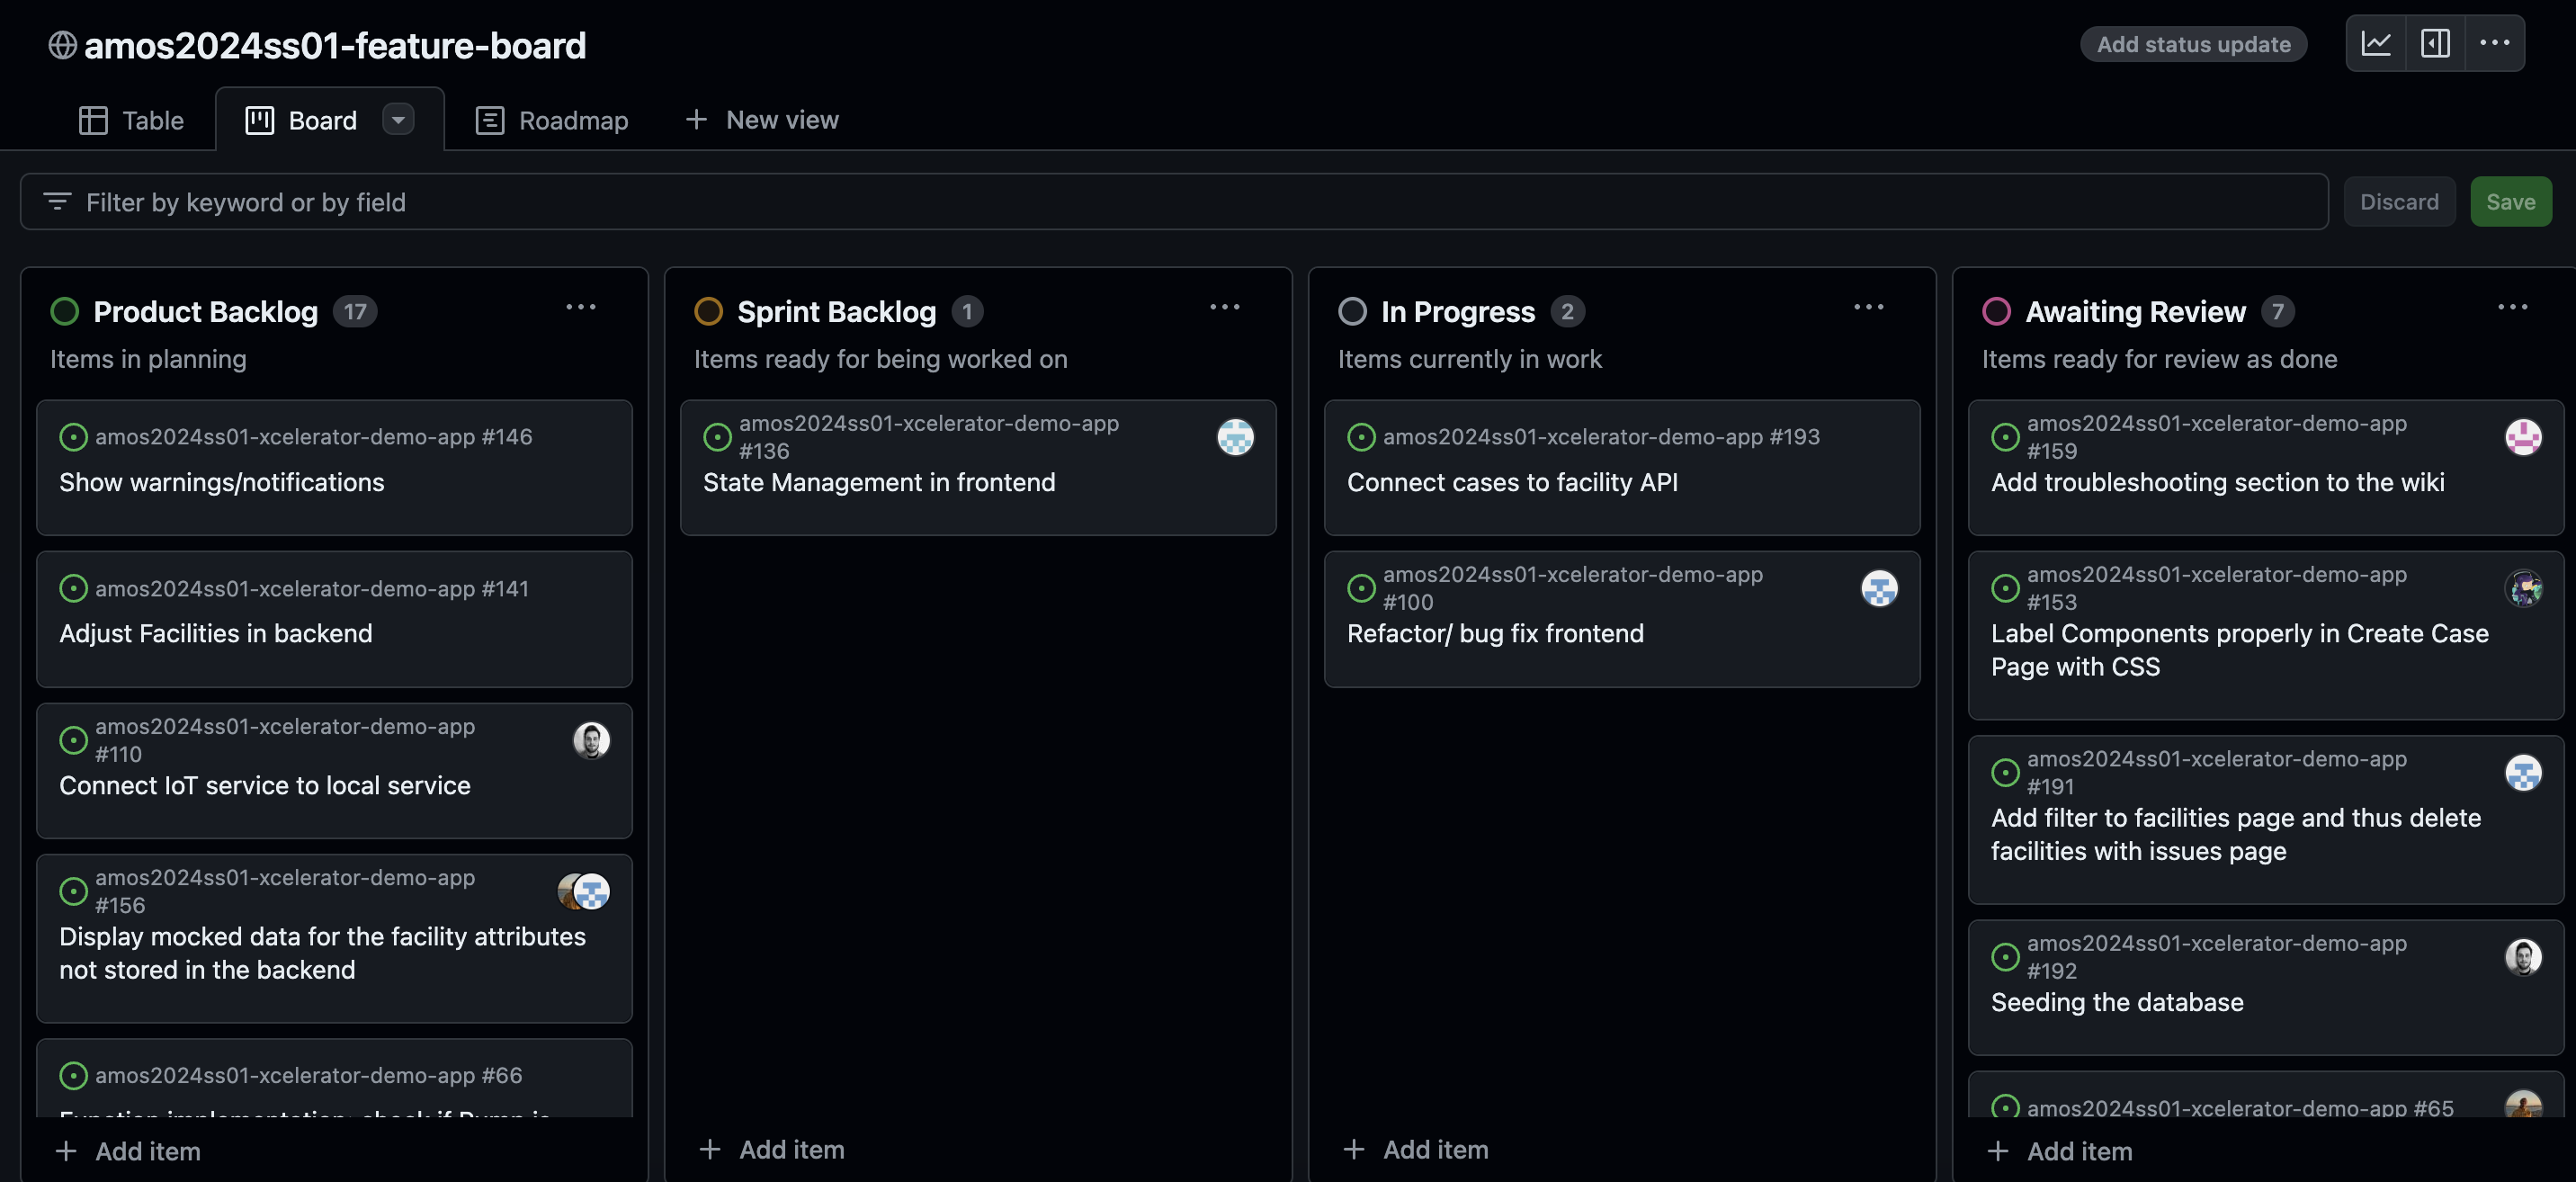 amos2024ss01-feature-board
Add status update
Table
Board
Roadmap
New view
Filter by keyword or by field
Discard
Save
Product Backlog 17
Items in planning
amos2024ss01-xcelerator-demo-app #146
Show warnings/notifications
amos2024ss01-xcelerator-demo-app #141
Adjust Facilities in backend
amos2024ss01-xcelerator-demo-app
#110
Connect IoT service to local service
amos2024ss01-xcelerator-demo-app
#156
Display mocked data for the facility attributes
not stored in the backend
amos2024ss01-xcelerator-demo-app #66
Function implementation: check if Pump is
Add item
Sprint Backlog 1
Items ready for being worked on
amos2024ss01-xcelerator-demo-app
#136
State Management in frontend
Add item
In Progress 2
Items currently in work
amos2024ss01-xcelerator-demo-app #193
Connect cases to facility API
amos2024ss01-xcelerator-demo-app
#100
Refactor/ bug fix frontend
Add item
Awaiting Review 7
Items ready for review as done
amos2024ss01-xcelerator-demo-app
#159
Add troubleshooting section to the wiki
amos2024ss01-xcelerator-demo-app
#153
Label Components properly in Create Case
Page with CSS
amos2024ss01-xcelerator-demo-app
#191
Add filter to facilities page and thus delete
facilities with issues page
amos2024ss01-xcelerator-demo-app
#192
Seeding the database
amos2024ss01-xcelerator-demo-app #65
Add item